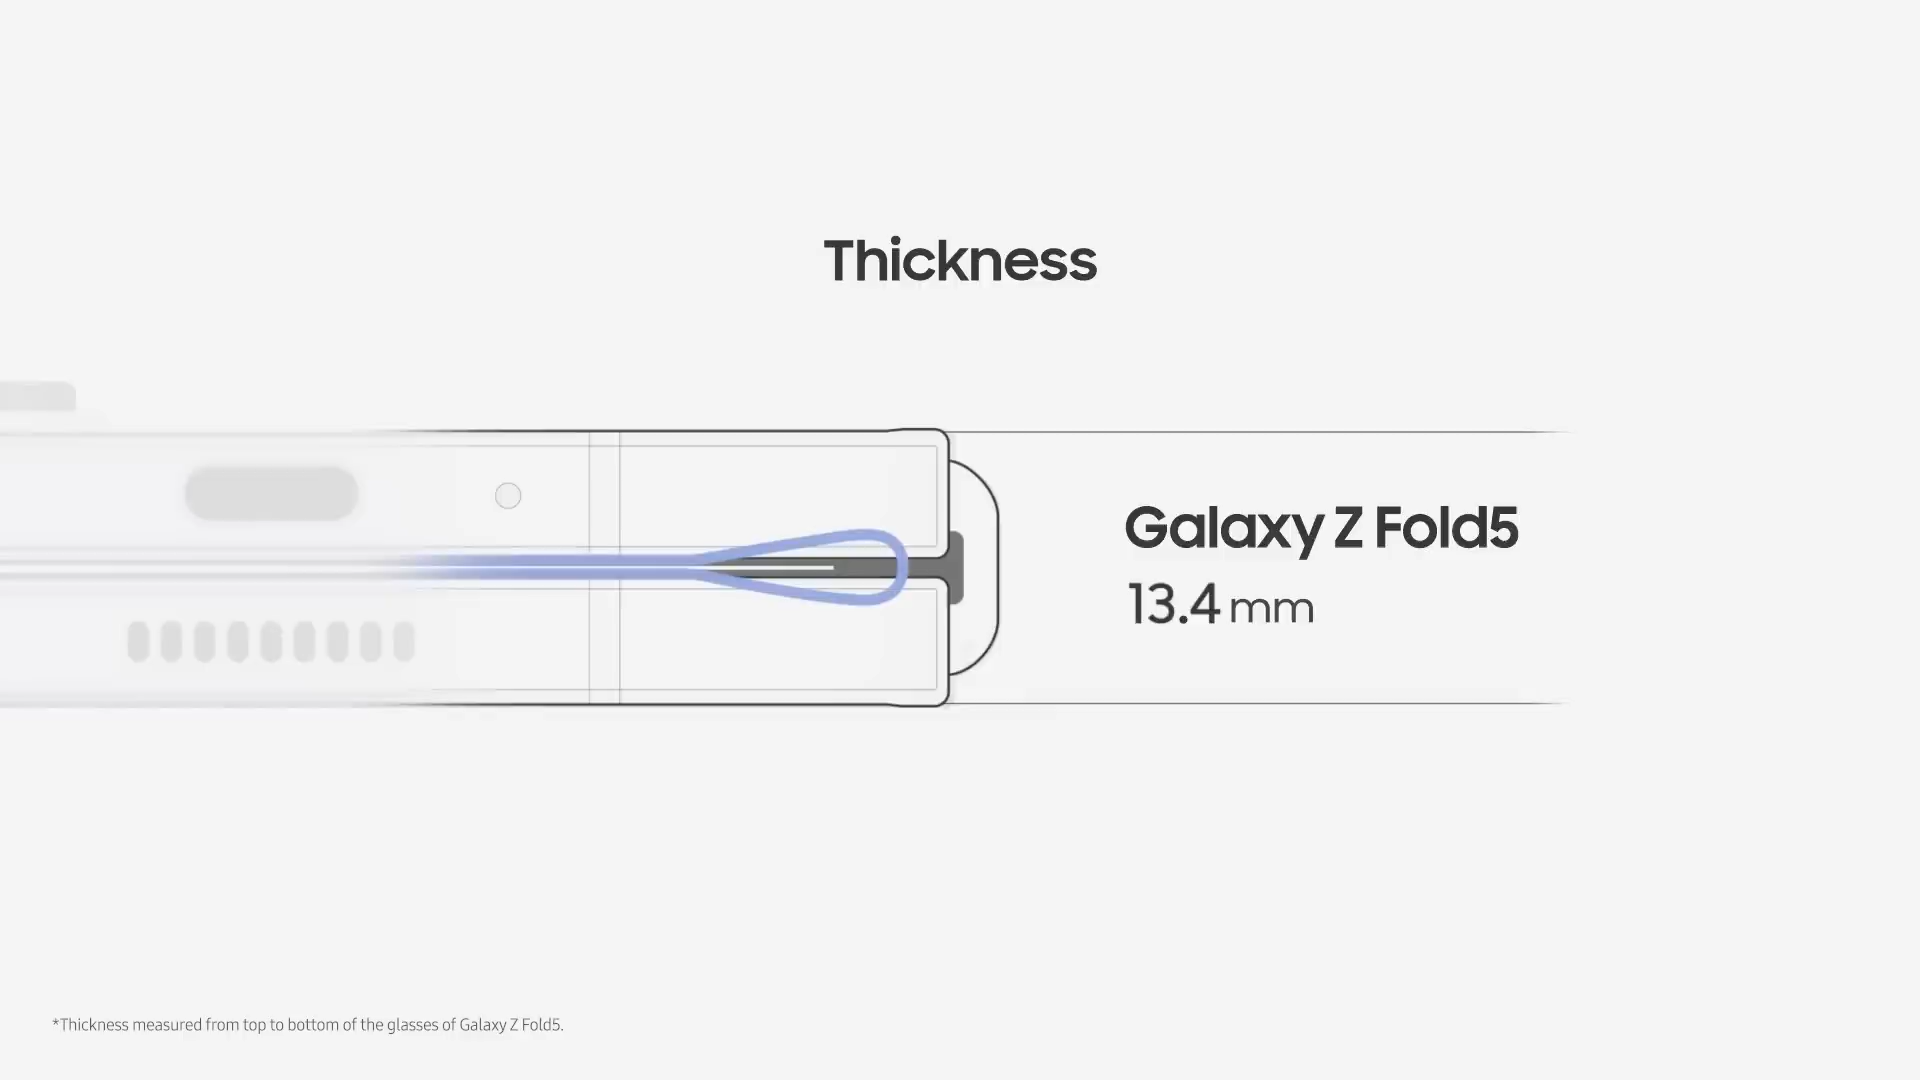 Thickness
Galaxy Z Fold5
13.4 mm
*Thickness measured from top to bottom of the glasses of Galaxy Z Fold5.